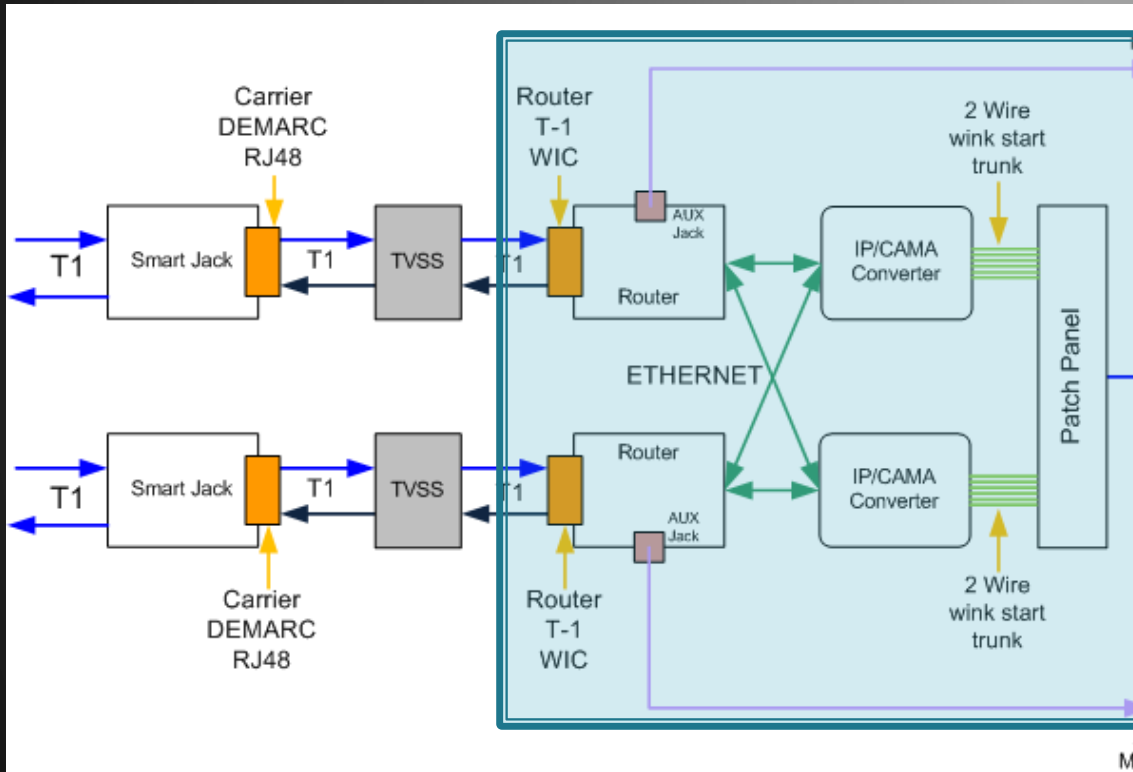 Carrier
DEMARC
RJ48
Router
T-1
WIC
2 Wire
wink start
trunk
T1
Smart Jack
T1
TVSS
T1
AUX
Jack
Router
IP/CAMA
Converter
ETHERNET
Patch Panel
T1
Smart Jack
T1
TVSS
T1
Router
AUX
Jack
IP/CAMA
Converter
Carrier
DEMARC
RJ48
Router
T-1
WIC
2 Wire
wink start
trunk
M